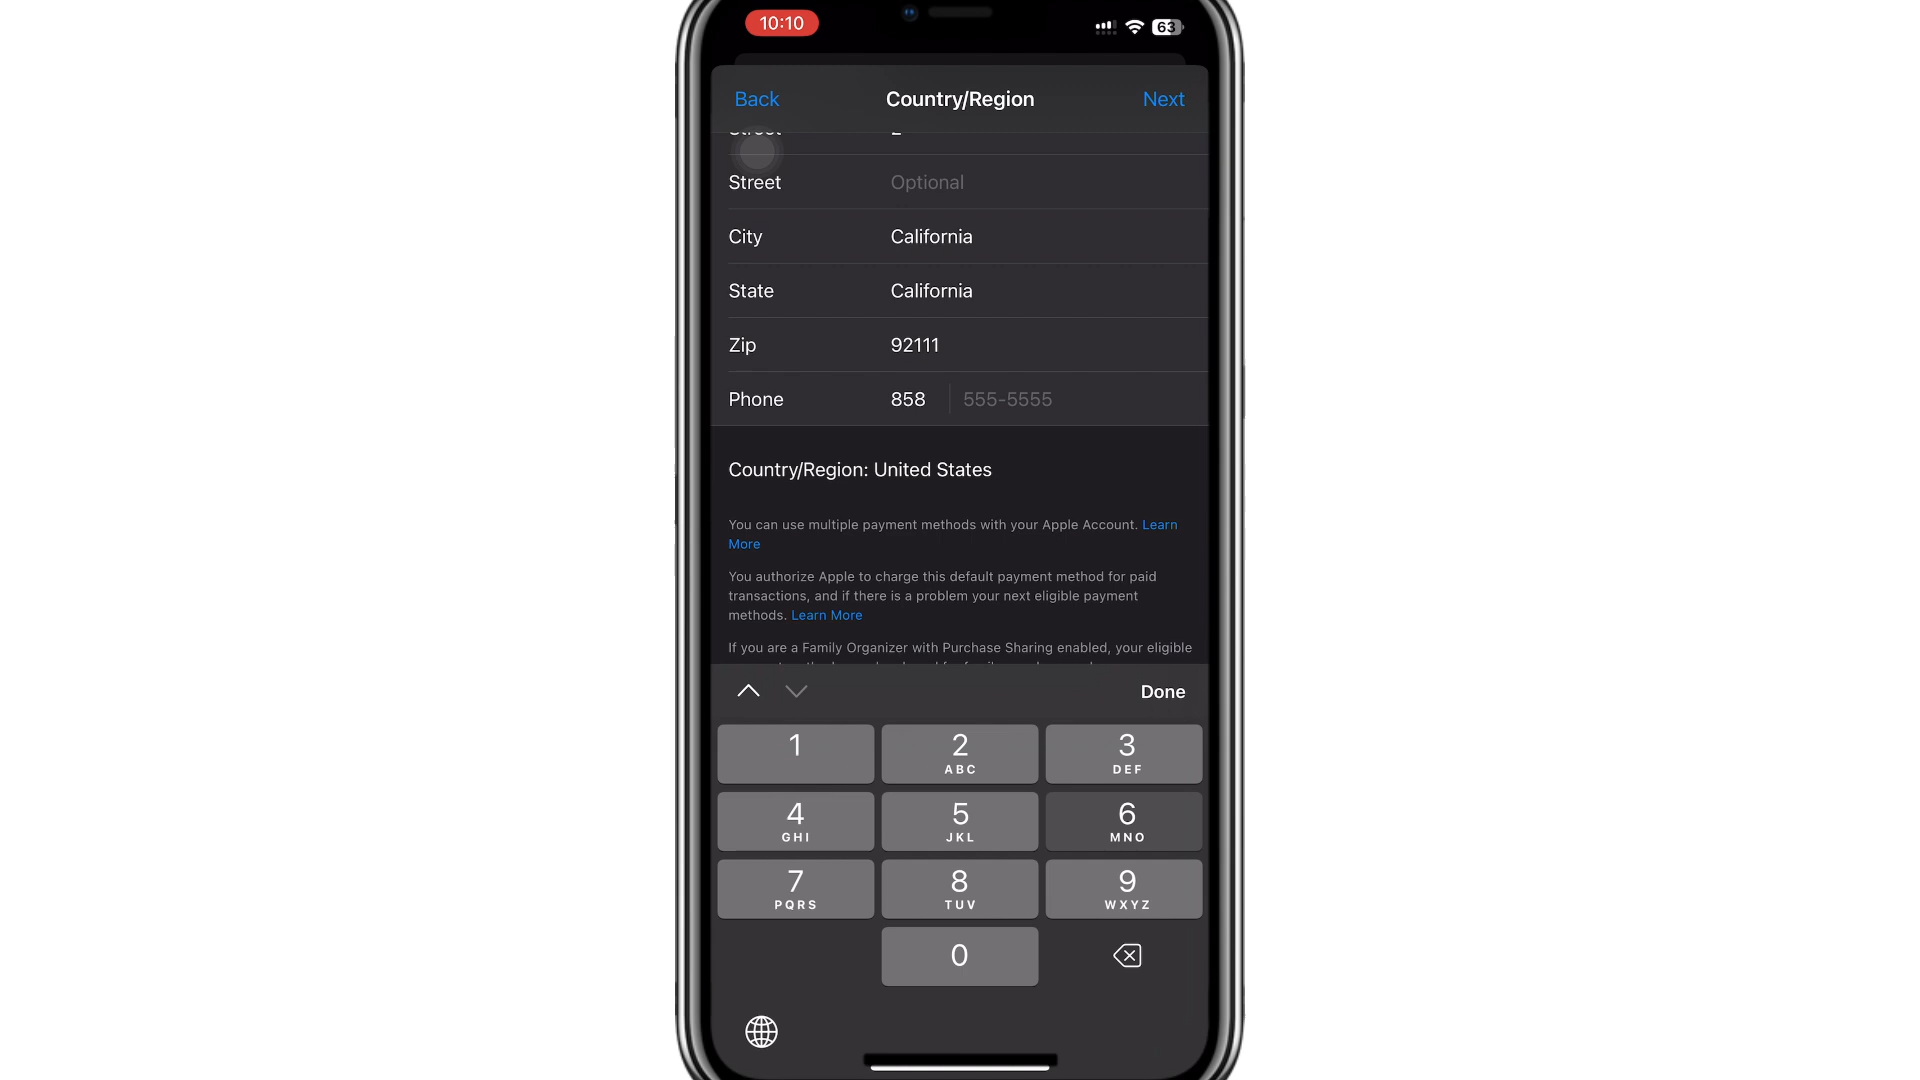 10:10
63
Back Country/Region Next
Street
Street Optional
City California
State California
Zip 92111
Phone 858 555-5555
Country/Region: United States
You can use multiple payment methods with your Apple Account. Learn
More
You authorize Apple to charge this default payment method for paid
transactions, and if there is a problem your next eligible payment
methods. Learn More
If you are a Family Organizer with Purchase Sharing enabled, your eligible
Done
1 2 3
ABC DEF
4 5 6
GHI JKL MNO
7 8 9
PQRS TUV WXYZ
0